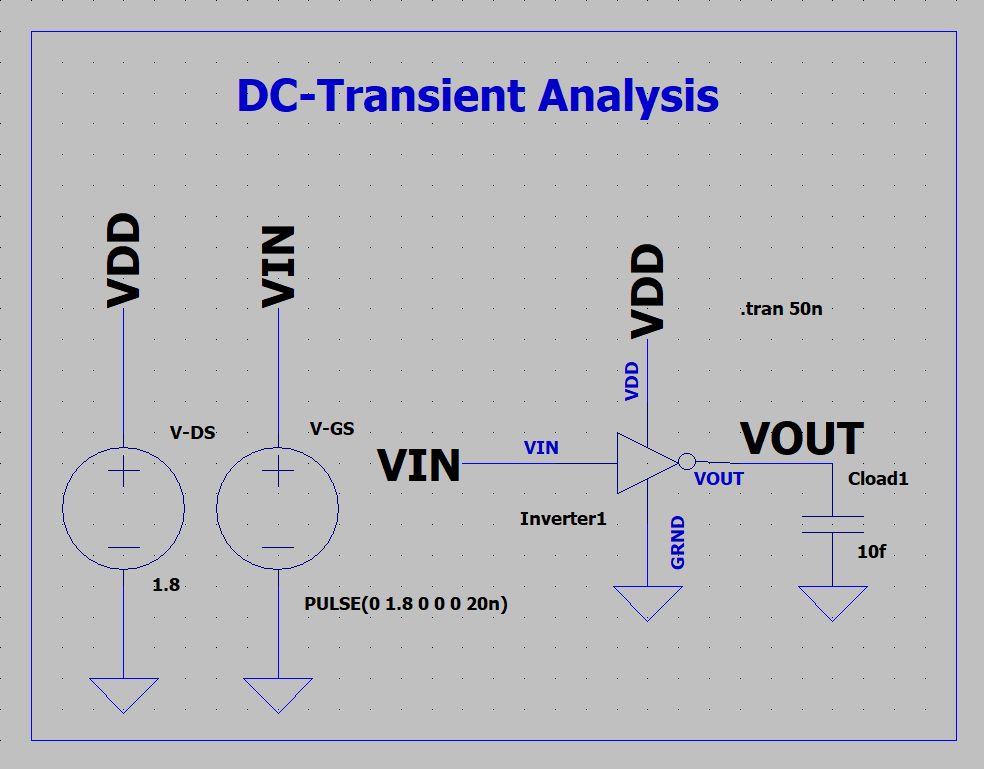 DC-Transient Analysis
VDD
VIN
VDD
.tran 50n
VDD
V-DS
V-GS
VIN
VIN
VOUT
VOUT
Cload1
Inverter1
GRND
10f
1.8
PULSE(0 1.8 0 0 0 20n)